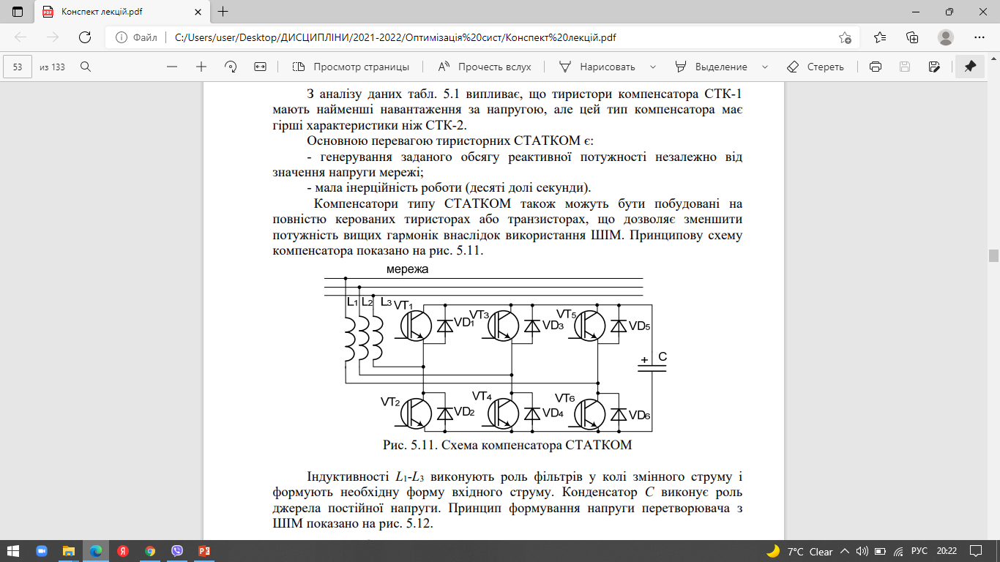 Конспект лекцій.pdf
Файл
C:/Users/user/Desktop/ДИСЦИПЛІНИ/2021-2022/Оптимізація%20сист/Конспект%20лекцій.pdf
53
из 133
Просмотр страницы
Прочесть вслух
Нарисовать
Выделение
Стереть
З аналізу даних табл. 5.1 випливає, що тиристори компенсатора СТК-1
мають найменші навантаження за напругою, але цей тип компенсатора має
гірші характеристики ніж СТК-2.
Основною перевагою тиристорних СТАТКОМ є:
- генерування заданого обсягу реактивної потужності незалежно від
значення напруги мережі;
- мала інерційність роботи (десяті долі секунди).
Компенсатори типу СТАТКОМ також можуть бути побудовані на
повністю керованих тиристорах або транзисторах, що дозволяє зменшити
потужність вищих гармонік внаслідок використання ШІМ. Принципову схему
компенсатора показано на рис. 5.11.
мережа
L1 L2 L3 VT1 VD1 VT3 VD3 VT5 VD5
+ C
VT2 VD2 VT4 VD4 VT6 VD6
Рис. 5.11. Схема компенсатора СТАТКОМ
Індуктивності L1-L3 виконують роль фільтрів у колі змінного струму і
формують необхідну форму вхідного струму. Конденсатор С виконує роль
джерела постійної напруги. Принцип формування напруги перетворювача з
ШІМ показано на рис. 5.12.
7°C Clear
РУС
20:22